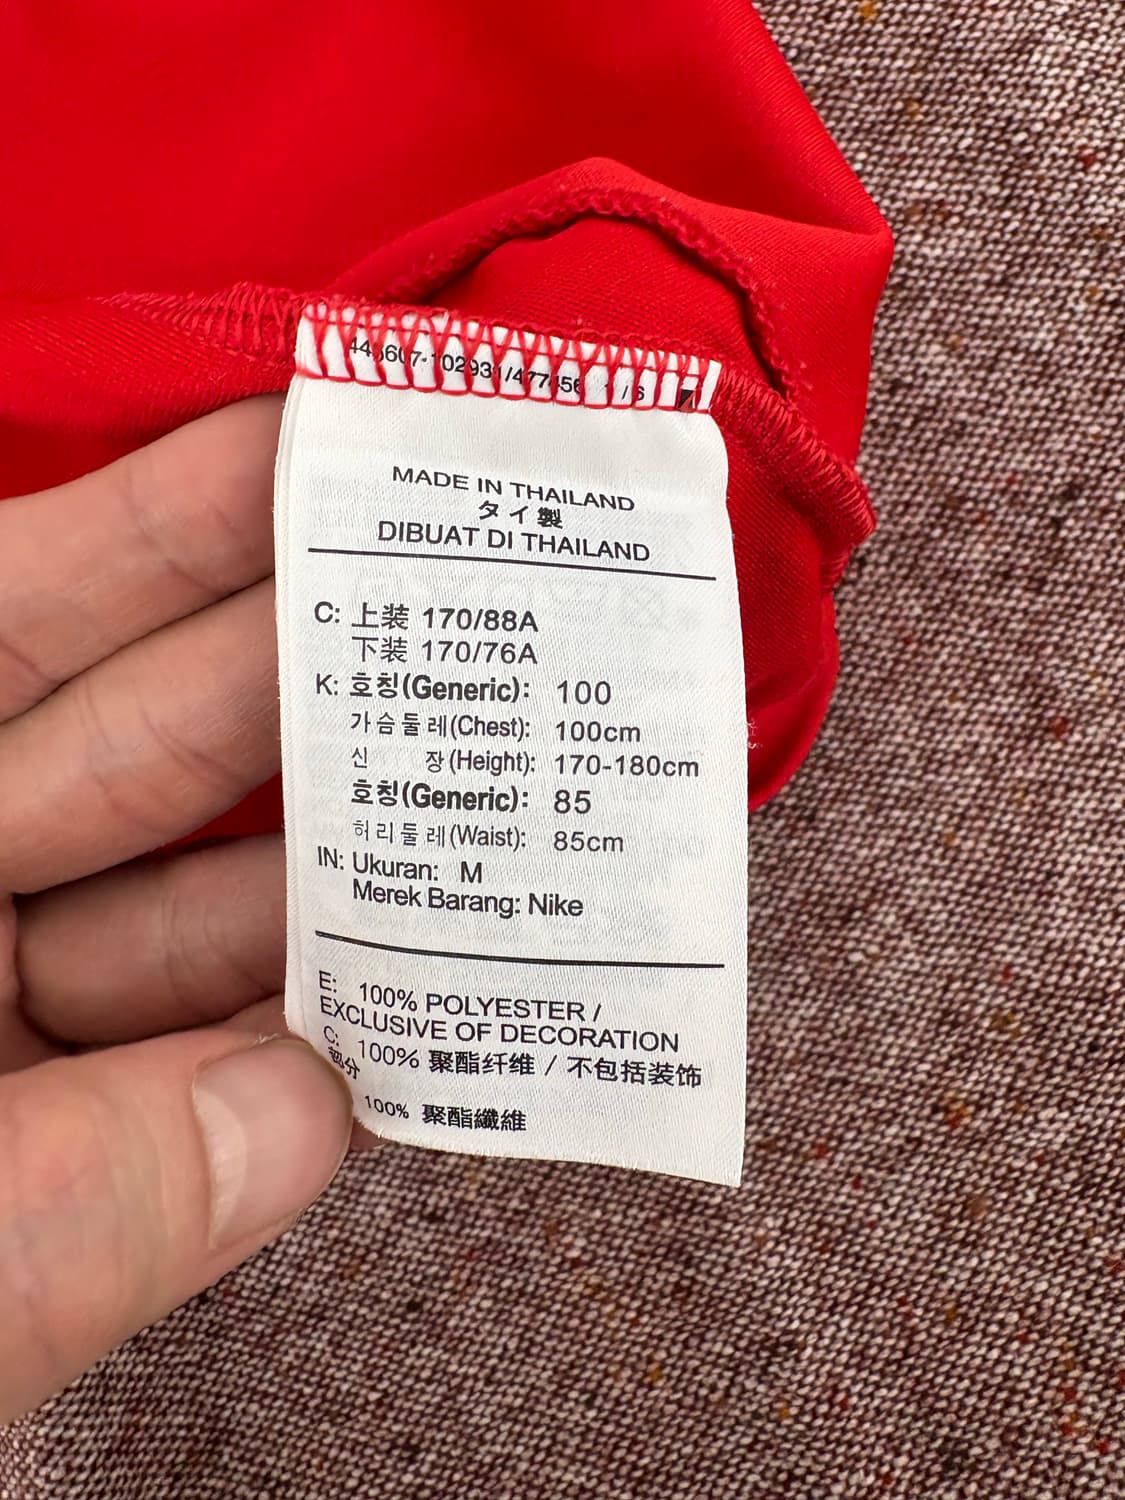 MADE IN THAILAND
タイ製
DIBUAT DI THAILAND
C: 上装 170/88A
下装 170/76A
K: 호칭(Generic): 100
가슴둘레(Chest): 100cm
신 장(Height): 170-180cm
호칭(Generic): 85
허리둘레(Waist): 85cm
IN: Ukuran: M
Merek Barang: Nike
E: 100% POLYESTER /
EXCLUSIVE OF DECORATION
C: 100% 聚酯纤维 / 不包括装饰
部分
100% 聚酯纖維